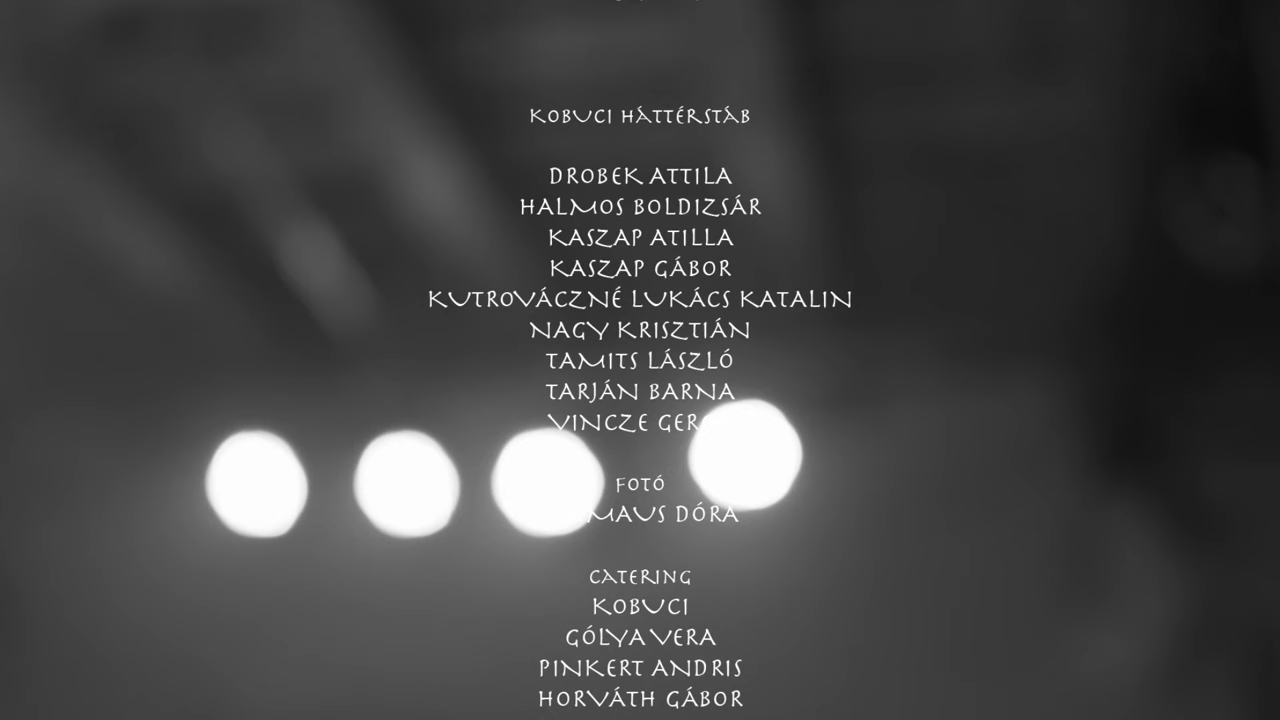 KOBUCI HÁTTÉRSTÁB
DROBEK ATTILA
HALMOS BOLDIZSÁR
KASZAP ATILLA
KASZAP GÁBOR
KUTROVÁCZNÉ LUKÁCS KATALIN
NAGY KRISZTIÁN
TAMITS LÁSZLÓ
TARJÁN BARNA
VINCZE
FOTÓ
DÓRA
CATERING
KOBUCI
GÓLYA VERA
PINKERT ANDRIS
HORVÁTH GÁBOR